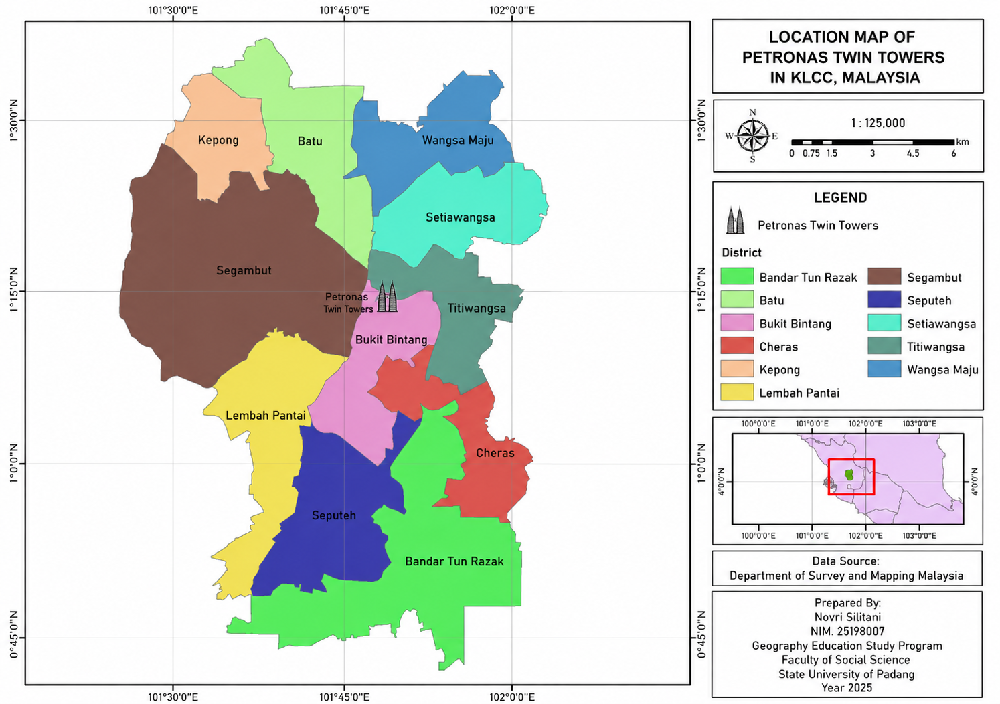 101°30'0"E 101°45'0"E 102°0'0"E
1°30'0"N
1°15'0"N
1°0'0"N
0°45'0"N
Kepong
Batu
Wangsa Maju
Setiawangsa
Segambut
Petronas
Twin Towers
Titiwangsa
Bukit Bintang
Lembah Pantai
Cheras
Seputeh
Bandar Tun Razak
1°30'0"N
1°15'0"N
1°0'0"N
0°45'0"N
101°30'0"E 101°45'0"E 102°0'0"E
LOCATION MAP OF
PETRONAS TWIN TOWERS
IN KLCC, MALAYSIA
N
W E
S
1 : 125,000
km
0 0.75 1.5 3 4.5 6
LEGEND
Petronas Twin Towers
District
Bandar Tun Razak
Batu
Bukit Bintang
Cheras
Kepong
Lembah Pantai
Segambut
Seputeh
Setiawangsa
Titiwangsa
Wangsa Maju
100°0'0"E 101°0'0"E 102°0'0"E 103°0'0"E
4°0'0"N
4°0'0"N
100°0'0"E 101°0'0"E 102°0'0"E 103°0'0"E
Data Source:
Department of Survey and Mapping Malaysia
Prepared By:
Novri Silitani
NIM. 25198007
Geography Education Study Program
Faculty of Social Science
State University of Padang
Year 2025